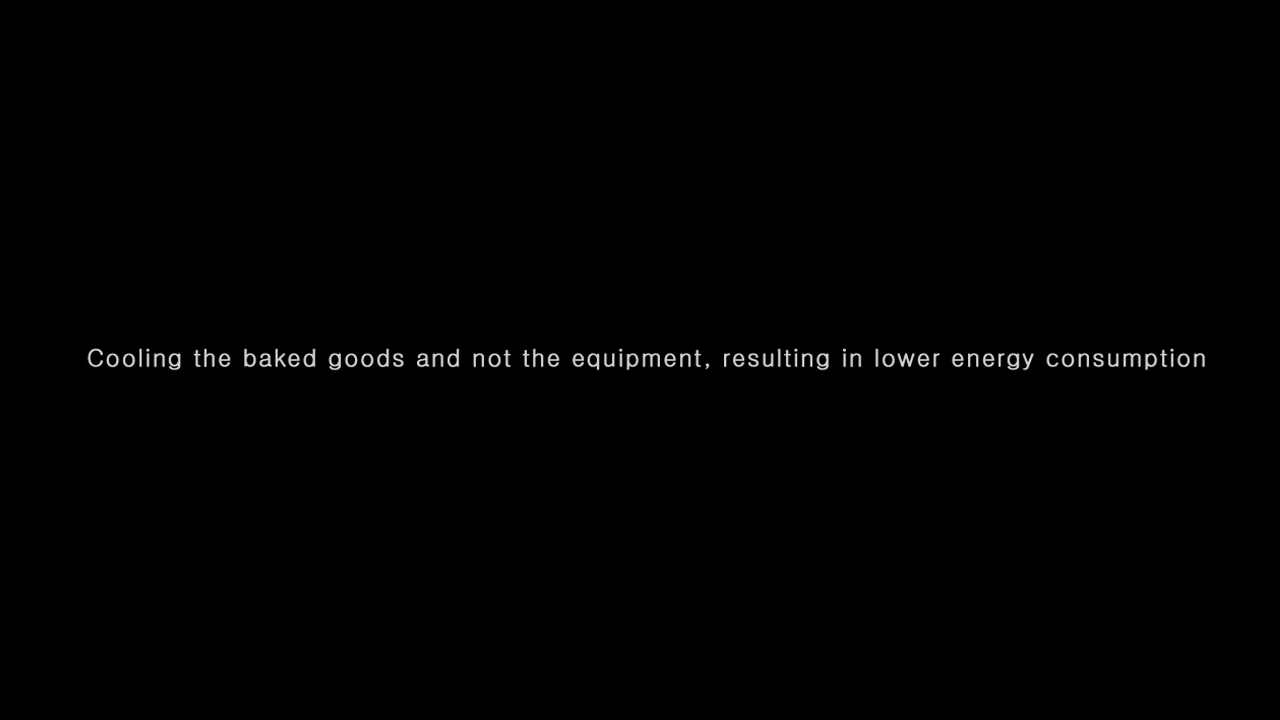 Cooling the baked goods and not the equipment, resulting in lower energy consumption